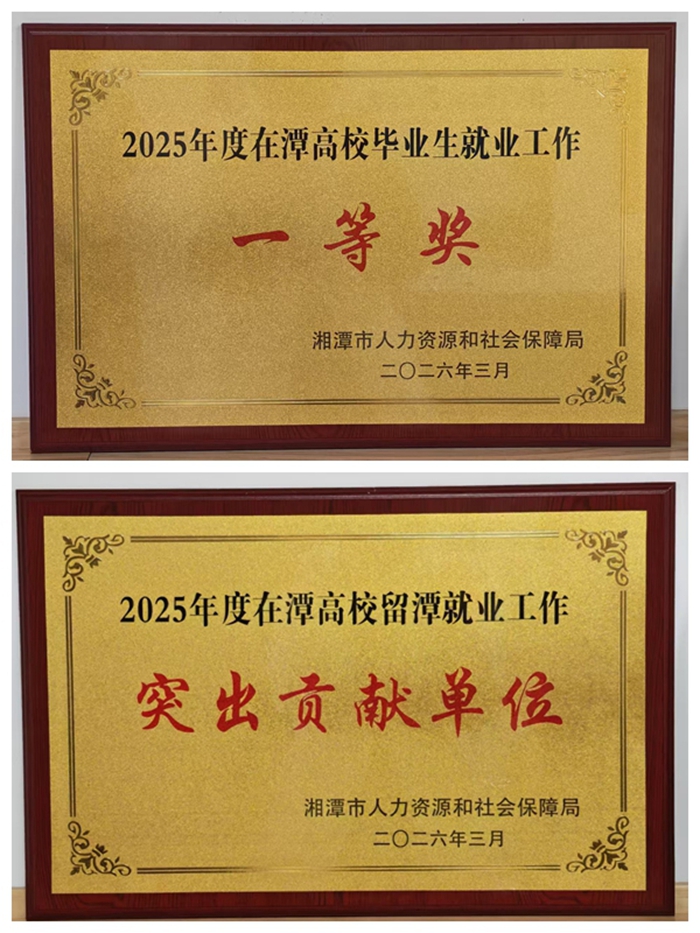 2025年度在潭高校毕业生就业工作
一等奖
湘潭市人力资源和社会保障局
二〇二六年三月
2025年度在潭高校留潭就业工作
突出贡献单位
湘潭市人力资源和社会保障局
二〇二六年三月